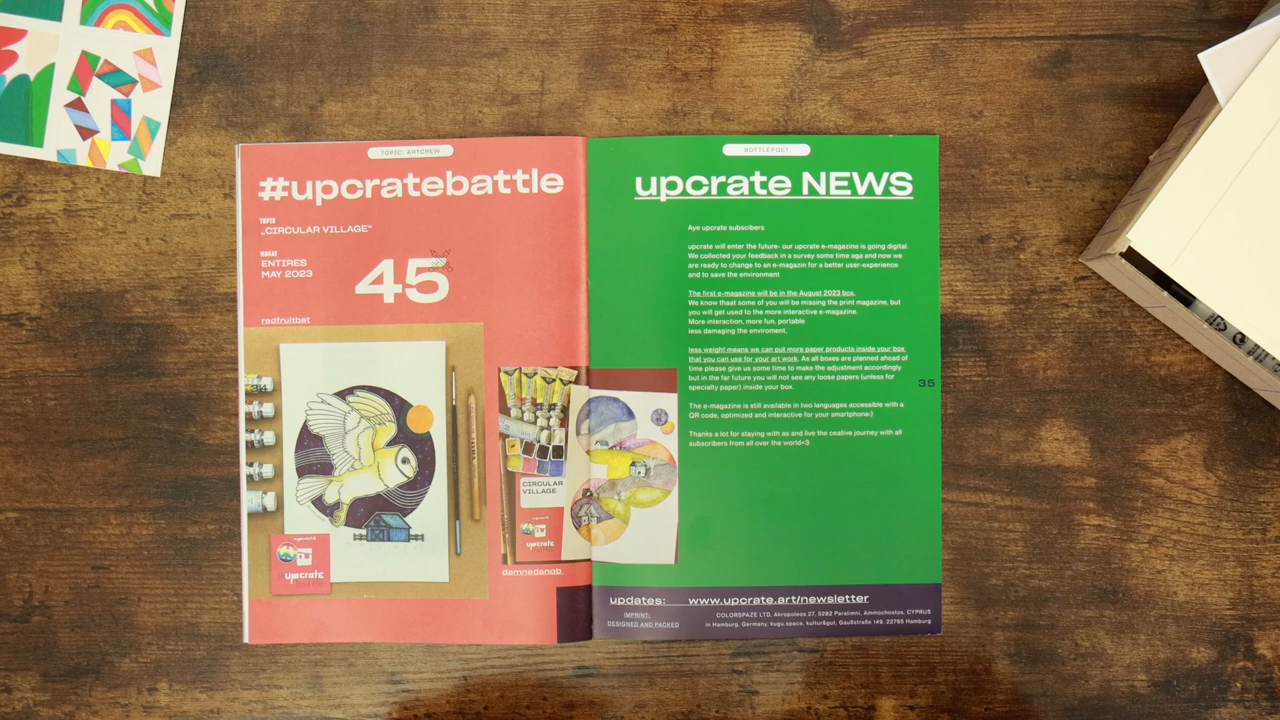 TOPIC: ARTCREW
#upcratebattle
TOPIC
„CIRCULAR VILLAGE"
MONAT
ENTIRES
MAY 2023
45
redfruitbat
34
upcrate
CIRCULAR
VILLAGE
upcrate
damnedsnob
BOTTLEPOST
upcrate NEWS
Aye upcrate subscibers
upcrate will enter the future- our upcrate e-magazine is going digital.
We collected your feedback in a survey some time aga and now we
are ready to change to an e-magazin for a better user-experience
and to save the environment
The first e-magazine will be in the August 2023 box.
We know thaat some of you will be missing the print magazine, but
you will get used to the more interactive e-magazine.
More interaction, more fun, portable
less damaging the enviroment,
less weight means we can put more paper products inside your box
that you can use for your art work. As all boxes are planned ahead of
time please give us some time to make the adjustment accordingly
but in the far future you will not see any loose papers (unless for
specialty paper) inside your box.
The e-magazine is still available in two languages accessible with a
QR code, optimized and interactive for your smartphone:)
Thanks a lot for staying with as and live the ceative journey with all
subscribers from all over the world<3
35
updates: www.upcrate.art/newsletter
IMPRINT: COLORSPAZE LTD, Akropoleos 27, 5282 Paralimni, Ammochostos, CYPRUS
DESIGNED AND PACKED in Hamburg, Germany, kugu.space, kultur&gut, Gaußstraße 149, 22765 Hamburg